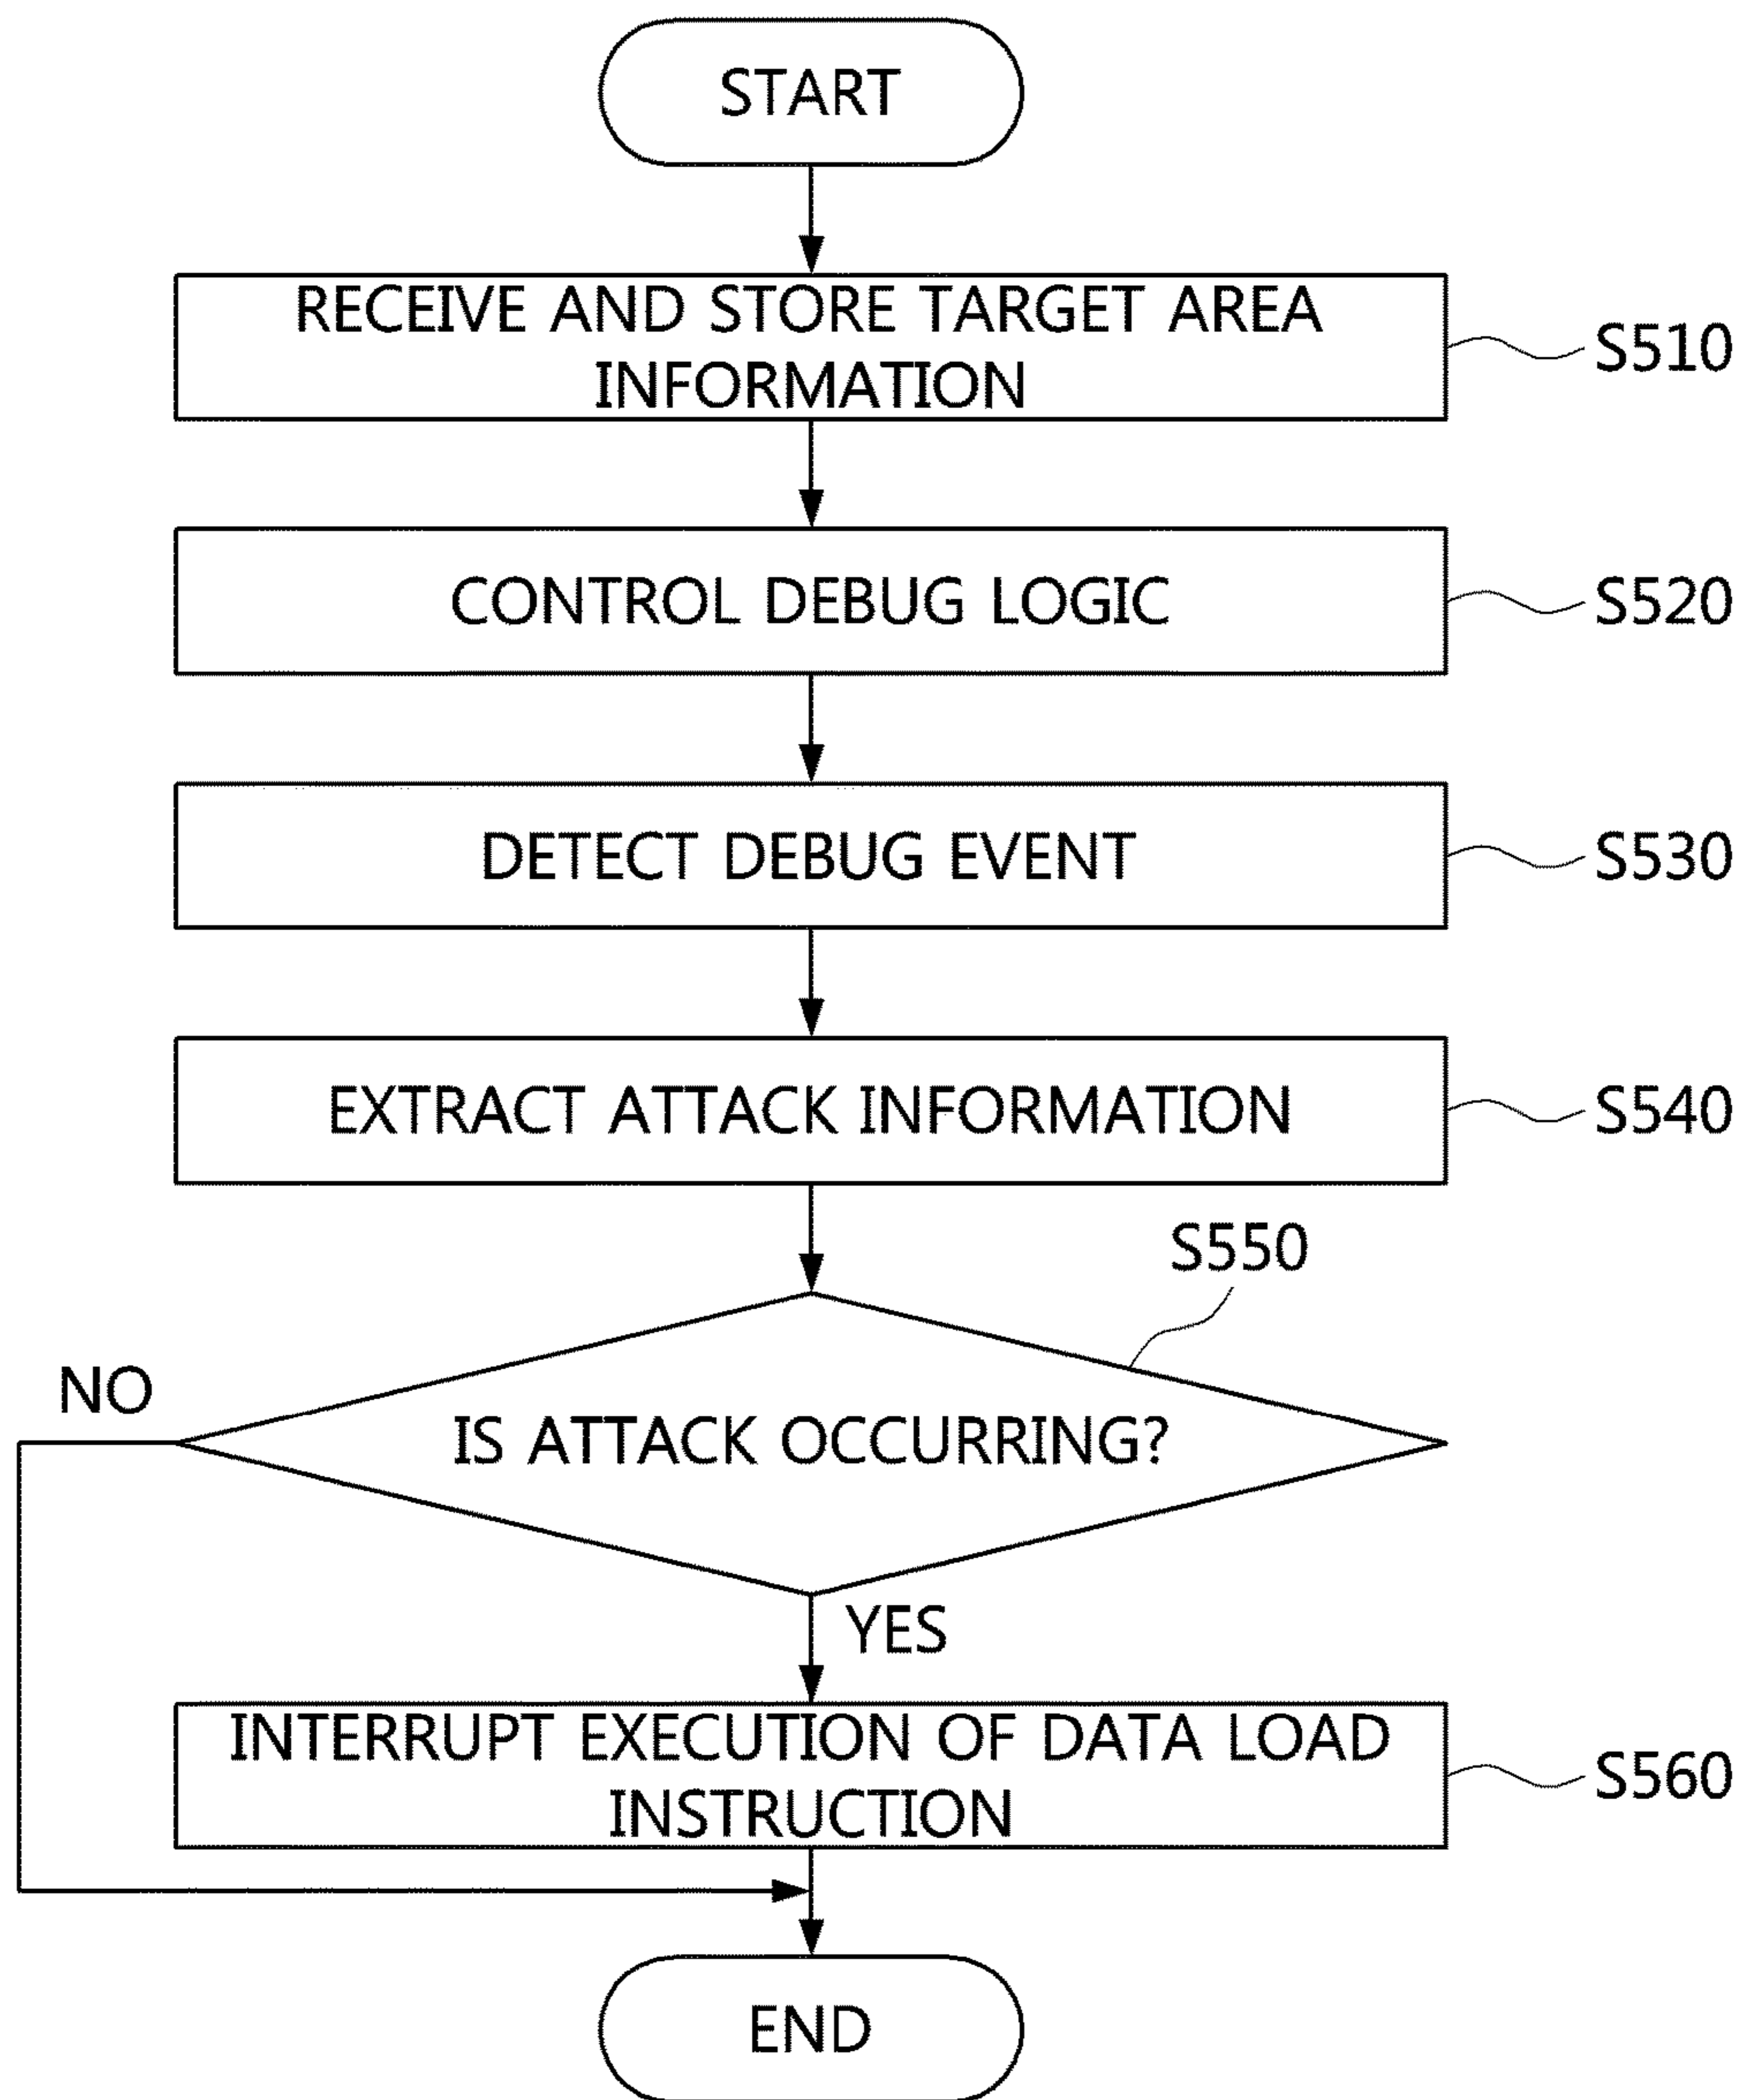 START
RECEIVE AND STORE TARGET AREA
INFORMATION
S510
CONTROL DEBUG LOGIC
S520
DETECT DEBUG EVENT
S530
EXTRACT ATTACK INFORMATION
S540
S550
NO
IS ATTACK OCCURRING?
YES
INTERRUPT EXECUTION OF DATA LOAD
INSTRUCTION
S560
END